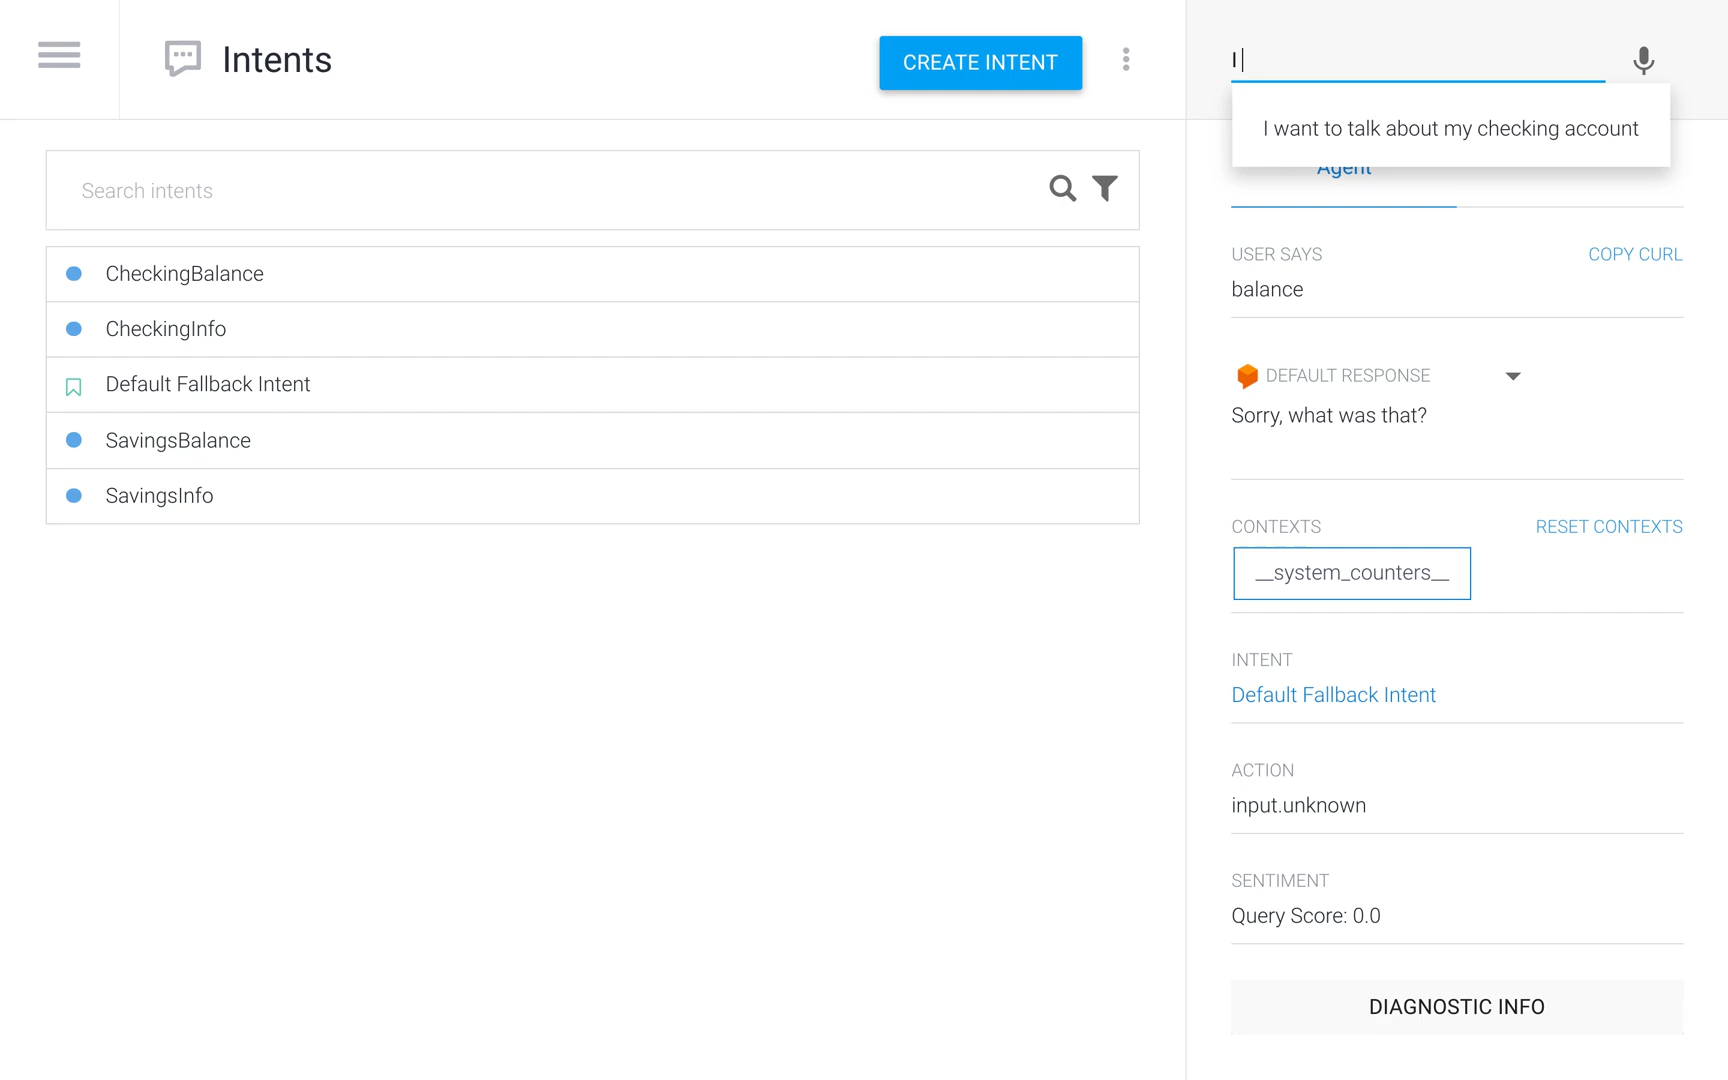 Intents
CREATE INTENT
I
I want to talk about my checking account
Agent
Search intents
CheckingBalance
CheckingInfo
Default Fallback Intent
SavingsBalance
SavingsInfo
USER SAYS
COPY CURL
balance
DEFAULT RESPONSE
Sorry, what was that?
CONTEXTS
RESET CONTEXTS
__system_counters__
INTENT
Default Fallback Intent
ACTION
input.unknown
SENTIMENT
Query Score: 0.0
DIAGNOSTIC INFO